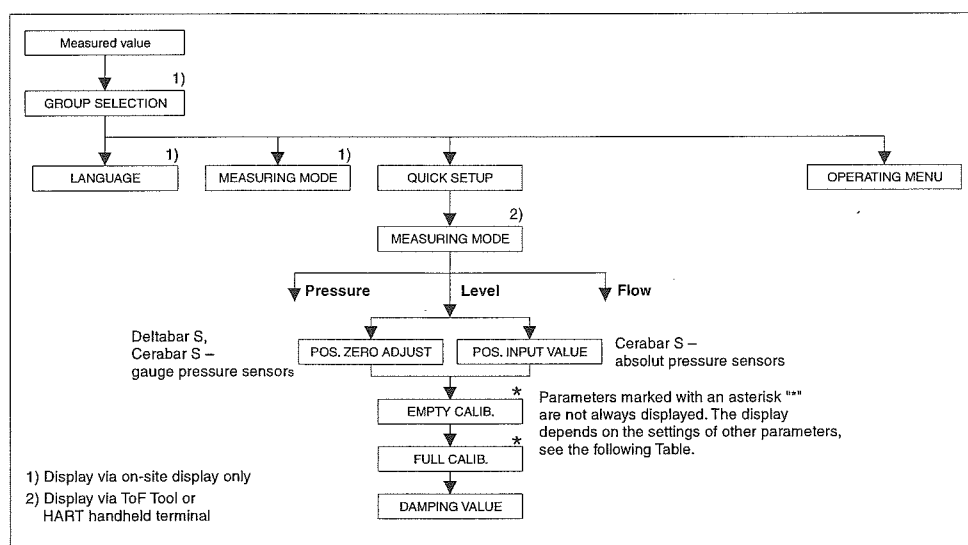 Measured value
1)
GROUP SELECTION
1)
1)
LANGUAGE
MEASURING MODE
QUICK SETUP
OPERATING MENU
2)
MEASURING MODE
Pressure
Level
Flow
Deltabar S,
Cerabar S –
gauge pressure sensors
POS. ZERO ADJUST
POS. INPUT VALUE
Cerabar S –
absolut pressure sensors
*
EMPTY CALIB.
Parameters marked with an asterisk "*"
are not always displayed. The display
depends on the settings of other parameters,
see the following Table.
*
FULL CALIB.
DAMPING VALUE
1) Display via on-site display only
2) Display via ToF Tool or
HART handheld terminal